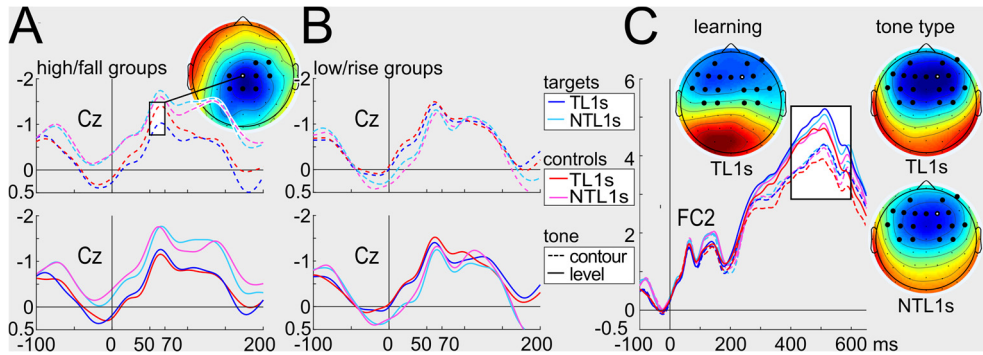 A
high/fall groups
-2
-1
0
0.5
Cz
-2
-1
0
0.5
Cz
-100
0
50
70
200
B
low/rise groups
-2
-1
0
0.5
Cz
-2
-1
0
0.5
Cz
-100
0
50
70
200
targets
TL1s
NTL1s
controls
TL1s
NTL1s
tone
contour
level
C
learning
tone type
6
4
2
0
-0.5
TL1s
TL1s
FC2
NTL1s
-100
0
200
400
600
ms